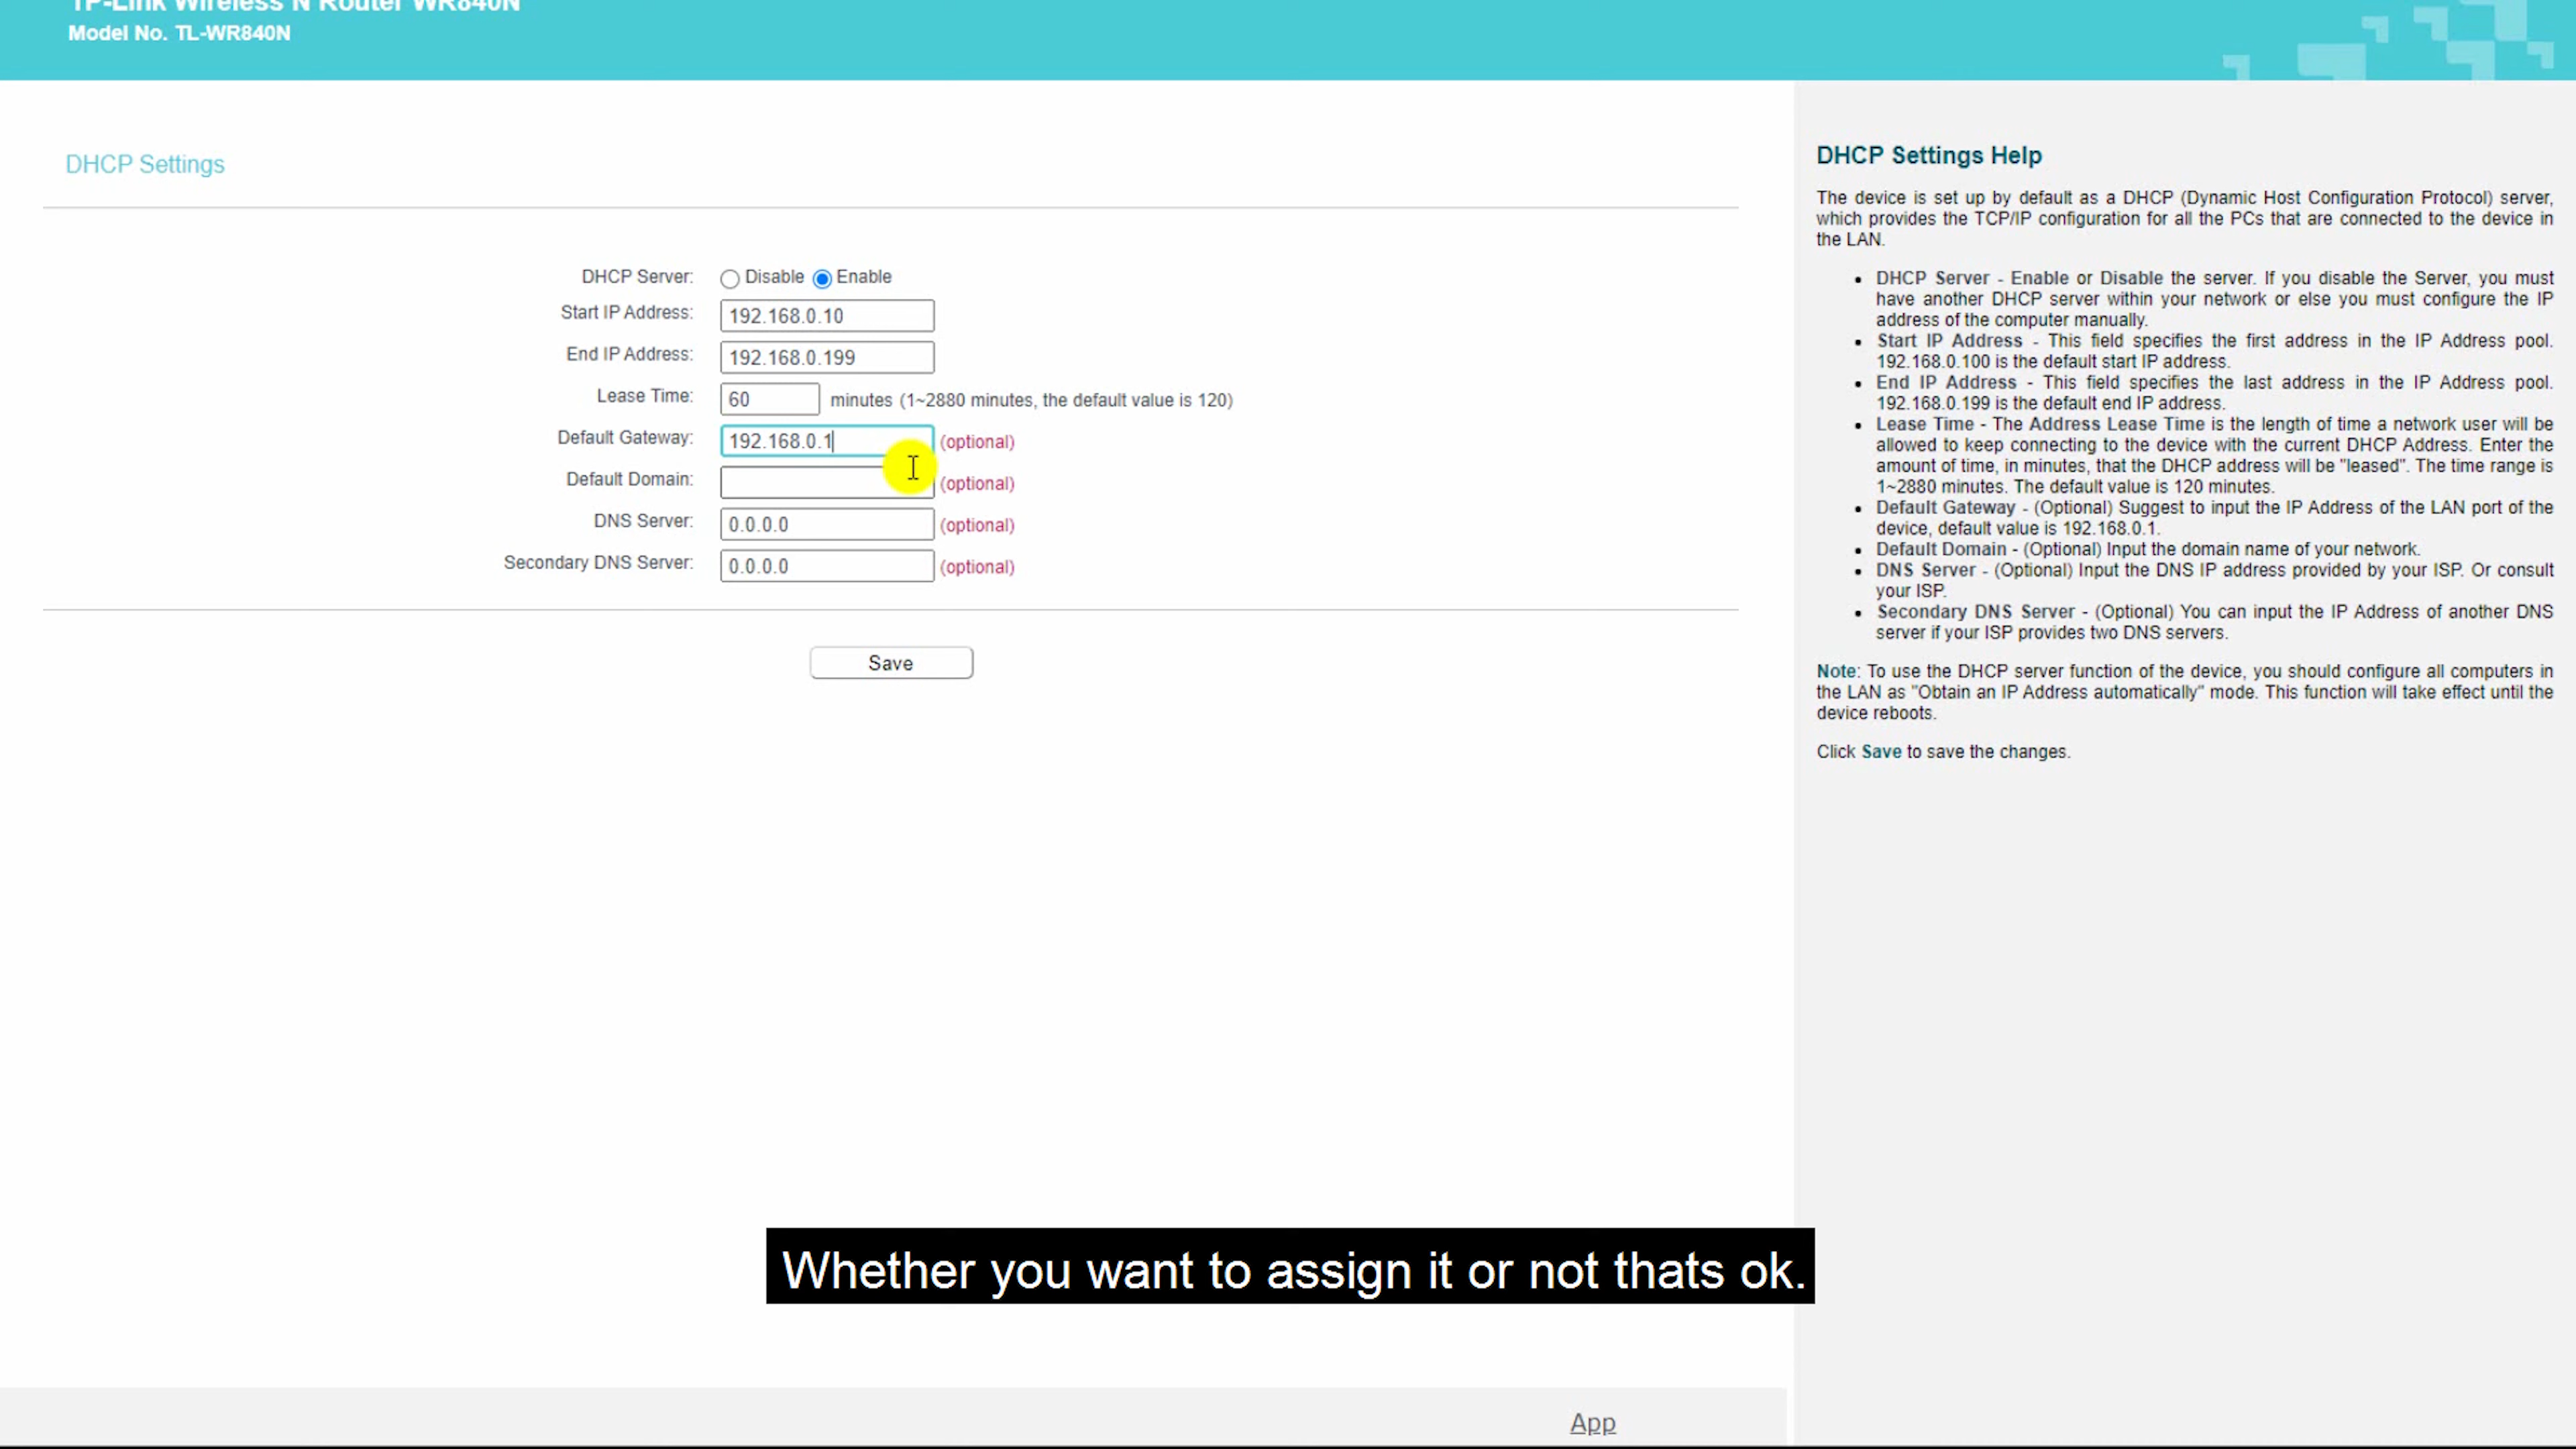 TP-Link Wireless N Router WR840N
Model No. TL-WR840N
DHCP Settings
DHCP Server: Disable Enable
Start IP Address: 192.168.0.10
End IP Address: 192.168.0.199
Lease Time: 60 minutes (1~2880 minutes, the default value is 120)
Default Gateway: 192.168.0.1 (optional)
Default Domain: (optional)
DNS Server: 0.0.0.0 (optional)
Secondary DNS Server: 0.0.0.0 (optional)
Save
DHCP Settings Help
The device is set up by default as a DHCP (Dynamic Host Configuration Protocol) server,
which provides the TCP/IP configuration for all the PCs that are connected to the device in
the LAN.
• DHCP Server - Enable or Disable the server. If you disable the Server, you must
have another DHCP server within your network or else you must configure the IP
address of the computer manually.
• Start IP Address - This field specifies the first address in the IP Address pool.
192.168.0.100 is the default start IP address.
• End IP Address - This field specifies the last address in the IP Address pool.
192.168.0.199 is the default end IP address.
• Lease Time - The Address Lease Time is the length of time a network user will be
allowed to keep connecting to the device with the current DHCP Address. Enter the
amount of time, in minutes, that the DHCP address will be "leased". The time range is
1~2880 minutes. The default value is 120 minutes.
• Default Gateway - (Optional) Suggest to input the IP Address of the LAN port of the
device, default value is 192.168.0.1.
• Default Domain - (Optional) Input the domain name of your network.
• DNS Server - (Optional) Input the DNS IP address provided by your ISP. Or consult
your ISP.
• Secondary DNS Server - (Optional) You can input the IP Address of another DNS
server if your ISP provides two DNS servers.
Note: To use the DHCP server function of the device, you should configure all computers in
the LAN as "Obtain an IP Address automatically" mode. This function will take effect until the
device reboots.
Click Save to save the changes.
Whether you want to assign it or not thats ok.
App